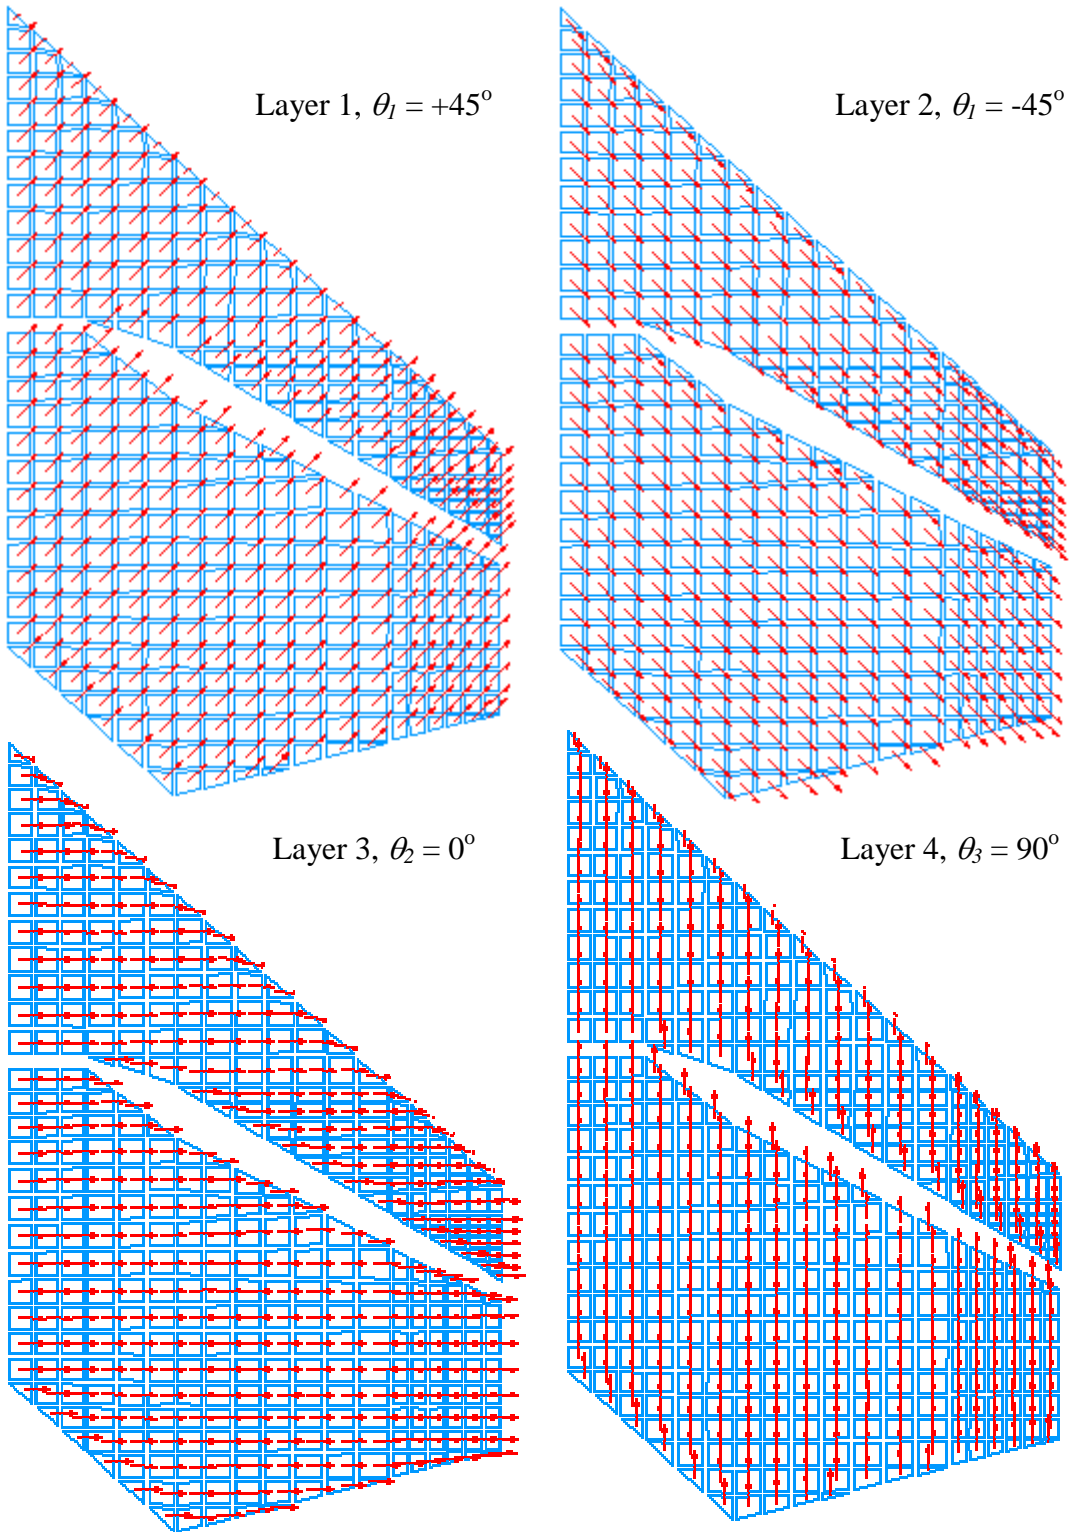 Layer 1, θ₁ = +45°
Layer 2, θ₁ = -45°
Layer 3, θ₂ = 0°
Layer 4, θ₃ = 90°